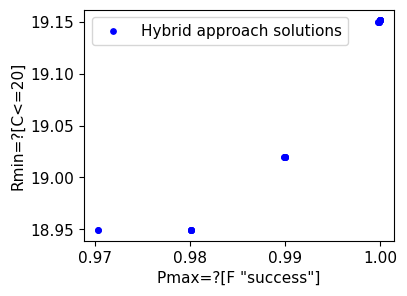 Hybrid approach solutions
19.15
19.10
19.05
19.00
18.95
Rmin=?[C<=20]
0.97 0.98 0.99 1.00
Pmax=?[F "success"]